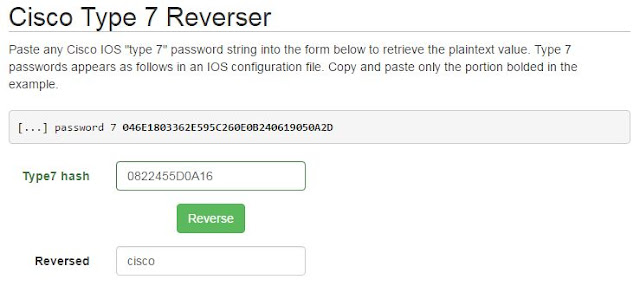 Cisco Type 7 Reverser
Paste any Cisco IOS "type 7" password string into the form below to retrieve the plaintext value. Type 7
passwords appears as follows in an IOS configuration file. Copy and paste only the portion bolded in the
example.
[...] password 7 046E1803362E595C260E0B240619050A2D
Type7 hash 0822455D0A16
Reverse
Reversed cisco